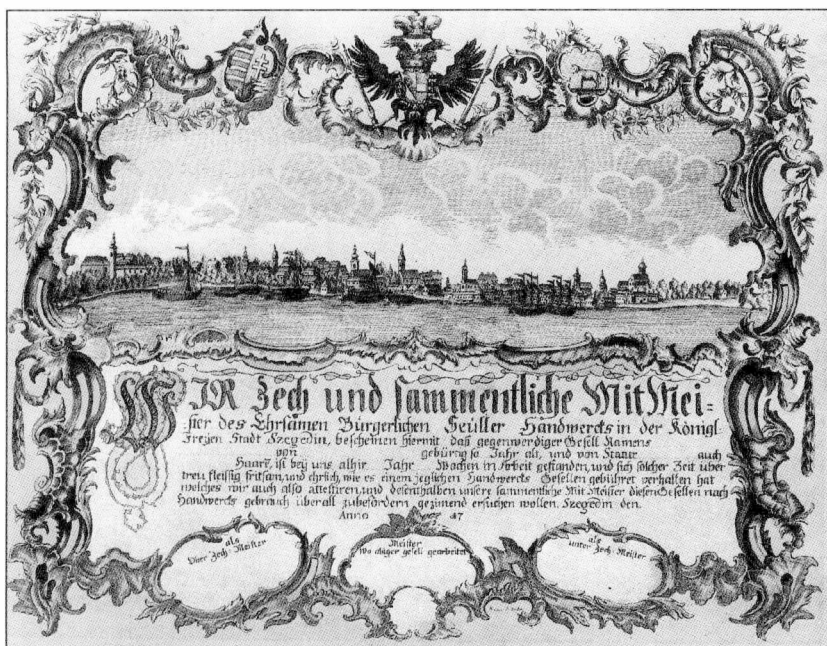 WIR Zech und sammentliche MitMei=
ster des Ehrsamen Bürgerlichen Seüller Handwercks in der Königl
Freyen Stadt Szegedin, bescheinen hiermit daß gegenwerdiger Gesell Namens
von gebürtig so Jahr alt, und von Statur auch
Haare, ist bey uns alhir Jahr Wochen in Arbeit gestanden, und sich solcher Zeit über
treu, fleissig fritsam, und ehrlich, wie es einem jeglichen Handwercks Gesellen gebühret verhalten hat
welches wir auch also attestiren, und desenthalben unsere sammentliche Mit Meister diesen Gesellen nach
Handwercks gebrauch überall zubefördern gezimend ersuchen wollen. Szegedin den
Anno 17
als
Ober Zech-Meister
Meister
Wo obiger gesell gearbeitet
als
unter Zech-Meister